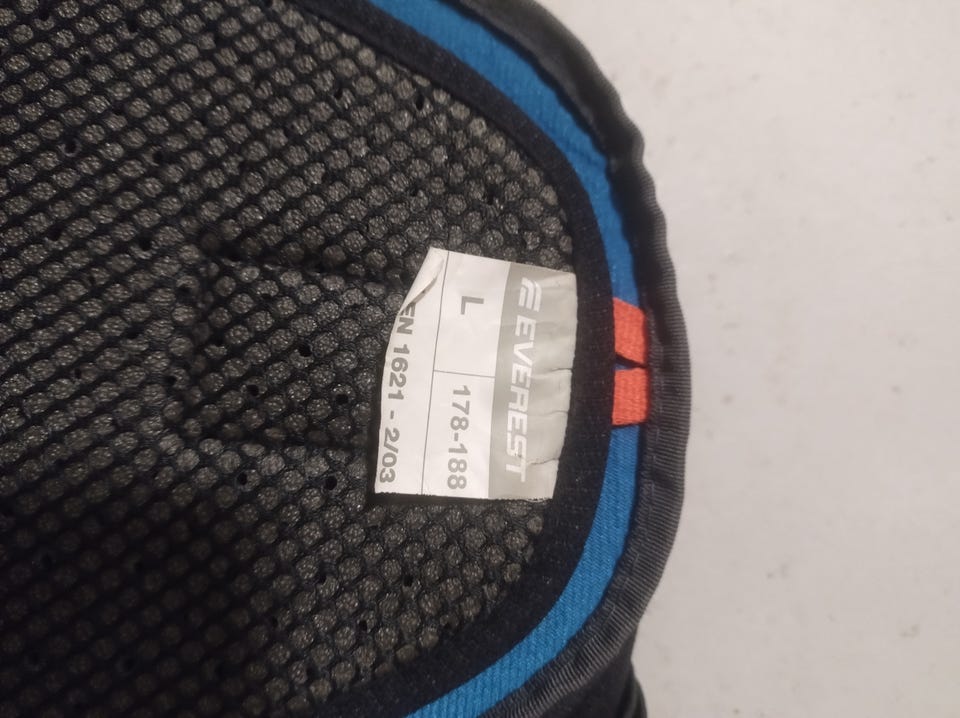 EVEREST
L 178-188
EN 1621 - 2/03